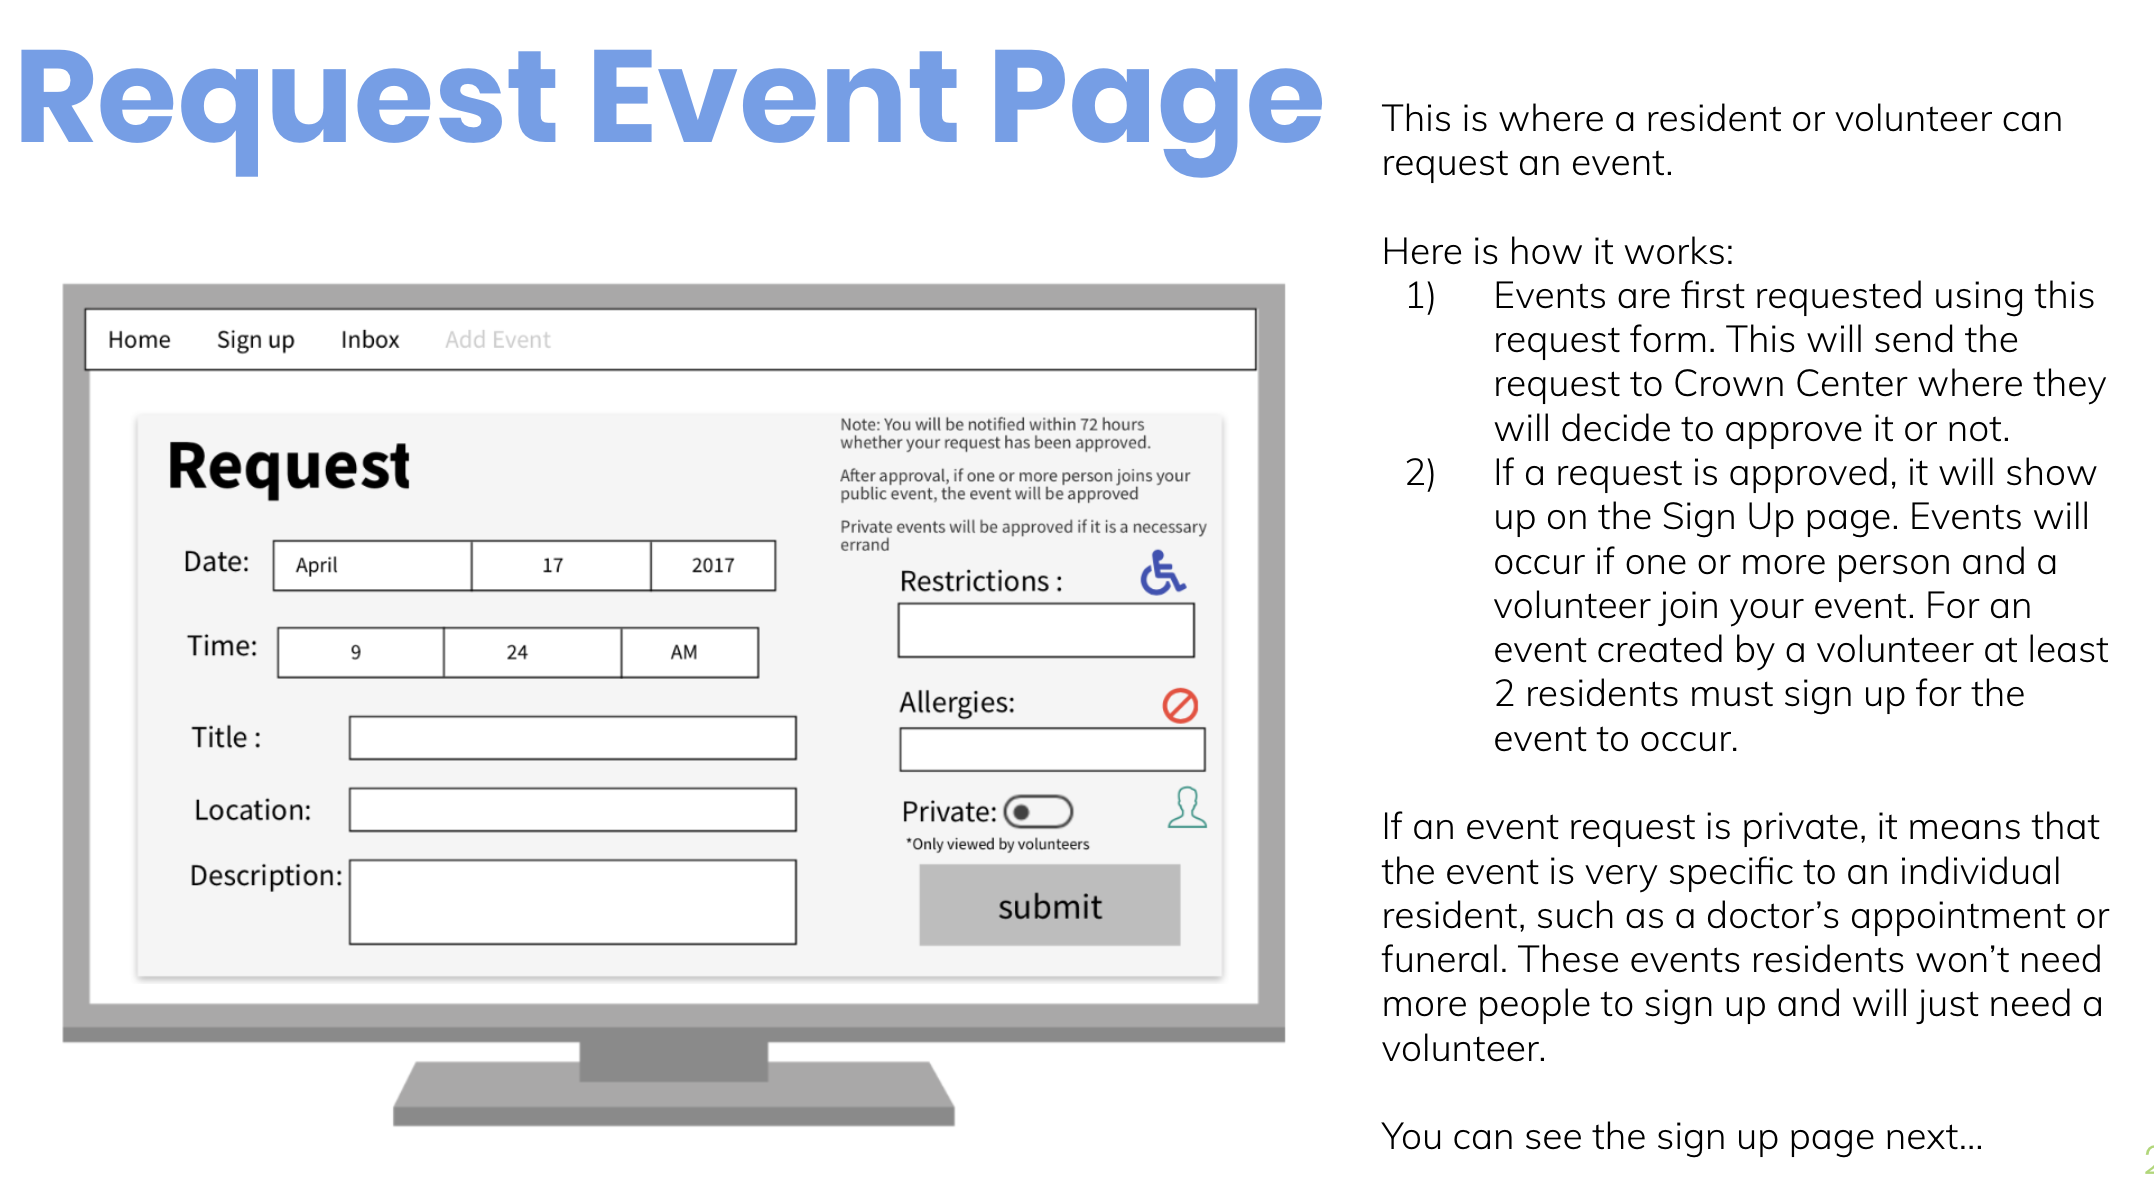 Request Event Page
Home Sign up Inbox Add Event
Request
Date: April 17 2017
Time: 9 24 AM
Title :
Location:
Description:
Note: You will be notified within 72 hours
whether your request has been approved.
After approval, if one or more person joins your
public event, the event will be approved
Private events will be approved if it is a necessary
errand
Restrictions :
Allergies:
Private:
*Only viewed by volunteers
submit
This is where a resident or volunteer can
request an event.
Here is how it works:
1) Events are first requested using this
request form. This will send the
request to Crown Center where they
will decide to approve it or not.
2) If a request is approved, it will show
up on the Sign Up page. Events will
occur if one or more person and a
volunteer join your event. For an
event created by a volunteer at least
2 residents must sign up for the
event to occur.
If an event request is private, it means that
the event is very specific to an individual
resident, such as a doctor’s appointment or
funeral. These events residents won’t need
more people to sign up and will just need a
volunteer.
You can see the sign up page next...